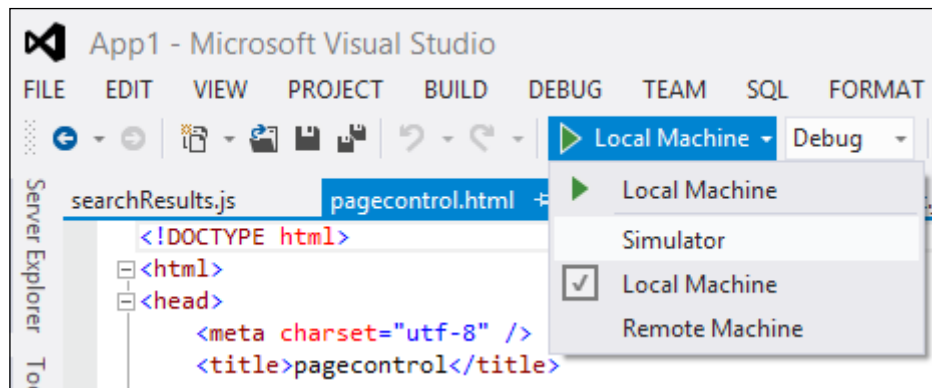 App1 - Microsoft Visual Studio
FILE EDIT VIEW PROJECT BUILD DEBUG TEAM SQL FORMAT
Local Machine Debug
Server Explorer
searchResults.js pagecontrol.html
Local Machine
Simulator
Local Machine
Remote Machine
<!DOCTYPE html>
<html>
<head>
<meta charset="utf-8" />
<title>pagecontrol</title>